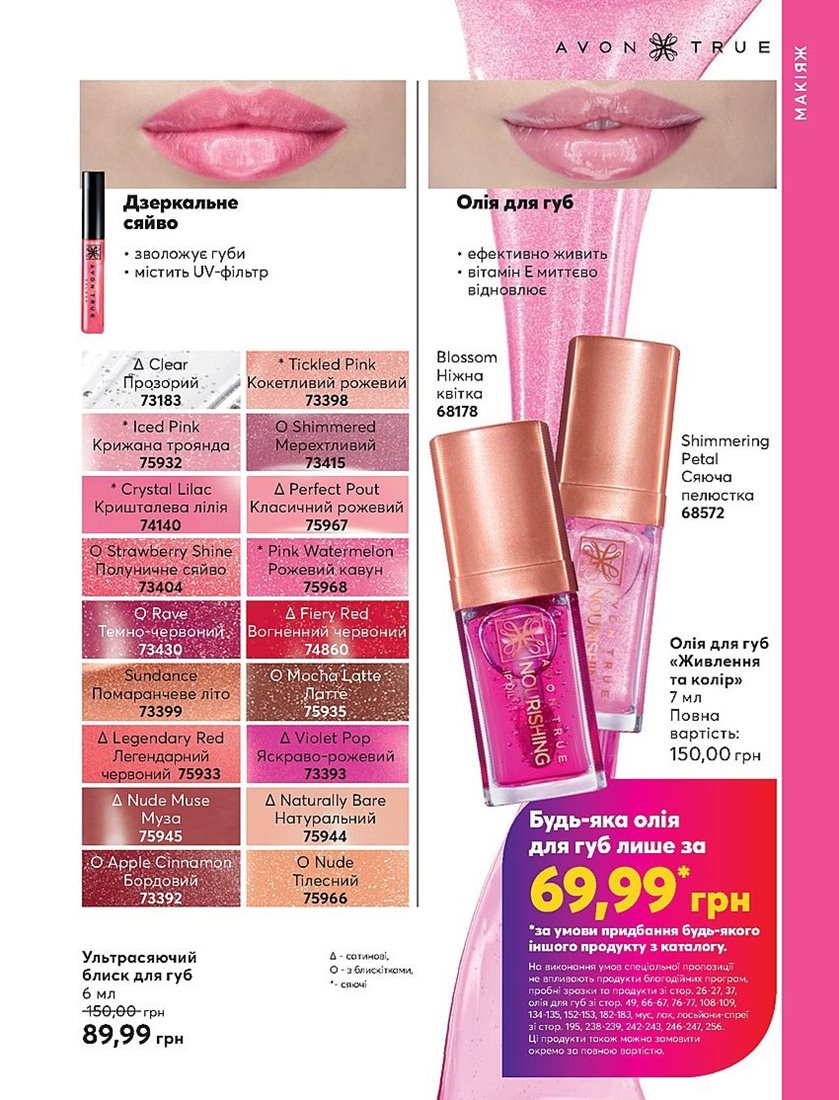 AVON TRUE
МАКІЯЖ
Дзеркальне
сяйво
• зволожує губи
• містить UV-фільтр
AVON TRUE
Δ Clear
Прозорий
73183
* Tickled Pink
Кокетливий рожевий
73398
* Iced Pink
Крижана троянда
75932
O Shimmered
Мерехтливий
73415
* Crystal Lilac
Кришталева лілія
74140
Δ Perfect Pout
Класичний рожевий
75967
O Strawberry Shine
Полуничне сяйво
73404
* Pink Watermelon
Рожевий кавун
75968
O Rave
Темно-червоний
73430
Δ Fiery Red
Вогненний червоний
74860
Sundance
Помаранчеве літо
73399
O Mocha Latte
Латте
75935
Δ Legendary Red
Легендарний
червоний 75933
Δ Violet Pop
Яскраво-рожевий
73393
Δ Nude Muse
Муза
75945
Δ Naturally Bare
Натуральний
75944
O Apple Cinnamon
Бордовий
73392
O Nude
Тілесний
75966
Ультрасяючий
блиск для губ
6 мл
150,00 грн
89,99 грн
Δ - сатинові,
O - з блискітками,
*- сяючі
Олія для губ
• ефективно живить
• вітамін Е миттєво
відновлює
Blossom
Ніжна
квітка
68178
Shimmering
Petal
Сяюча
пелюстка
68572
AVON TRUE
NOURISHING
LIP OIL
AVON TRUE
NOURISHING
Олія для губ
«Живлення
та колір»
7 мл
Повна
вартість:
150,00 грн
Будь-яка олія
для губ лише за
69,99* грн
*за умови придбання будь-якого
іншого продукту з каталогу.
На виконання умов спеціальної пропозиції
не впливають продукти благодійних програм,
пробні зразки та продукти зі стор. 26-27, 37,
олія для губ зі стор. 49, 66-67, 76-77, 108-109,
134-135, 152-153, 182-183, мус, лак, лосьйони-спреї
зі стор. 195, 238-239, 242-243, 246-247, 256.
Ці продукти також можна замовити
окремо за повною вартістю.